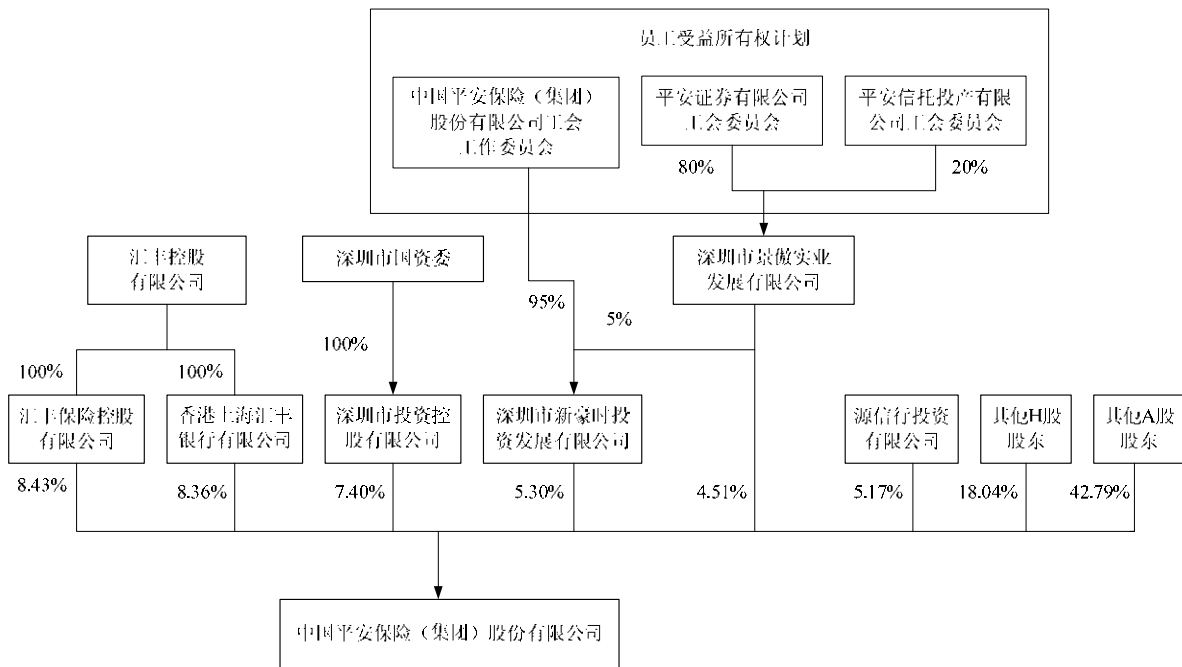 员工受益所有权计划
中国平安保险（集团）
股份有限公司工会
工作委员会
平安证券有限公司
工会委员会
平安信托投产有限
公司工会委员会
80%
20%
汇丰控股
有限公司
深圳市国资委
深圳市景傲实业
发展有限公司
95%
5%
100%
100%
100%
汇丰保险控股
有限公司
香港上海汇丰
银行有限公司
深圳市投资控
股有限公司
深圳市新豪时投
资发展有限公司
源信行投资
有限公司
其他H股
股东
其他A股
股东
8.43%
8.36%
7.40%
5.30%
4.51%
5.17%
18.04%
42.79%
中国平安保险（集团）股份有限公司